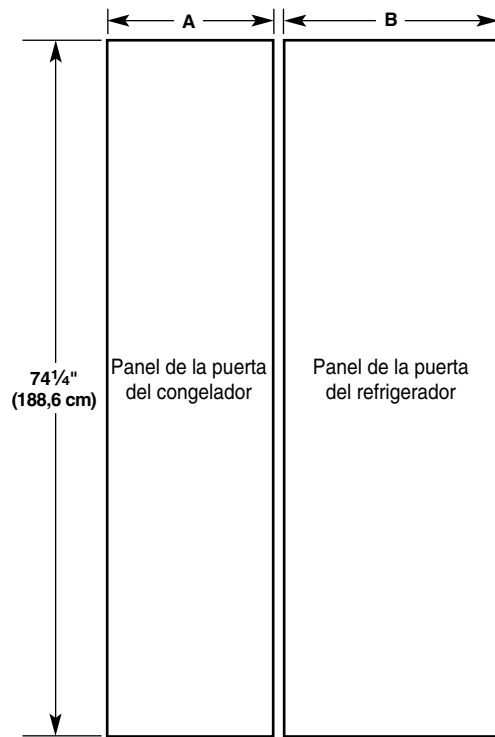 A B
Panel de la puerta
del congelador
Panel de la puerta
del refrigerador
74¼"
(188,6 cm)